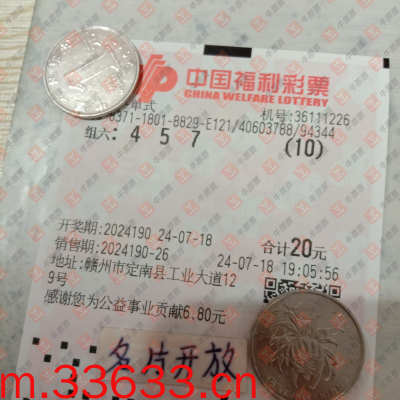 中国福利彩票
CHINA WELFARE LOTTERY
单式 机号:36111226
6371-1801-8829-E121/40603788/94344
组六: 4 5 7 (10)
开奖期:2024190 24-07-18 合计20元
销售期:2024190-26 24-07-18 19:05:56
地址:赣州市定南县工业大道12
9号
感谢您为公益事业贡献6.80元
名片开放
m.33633.cn